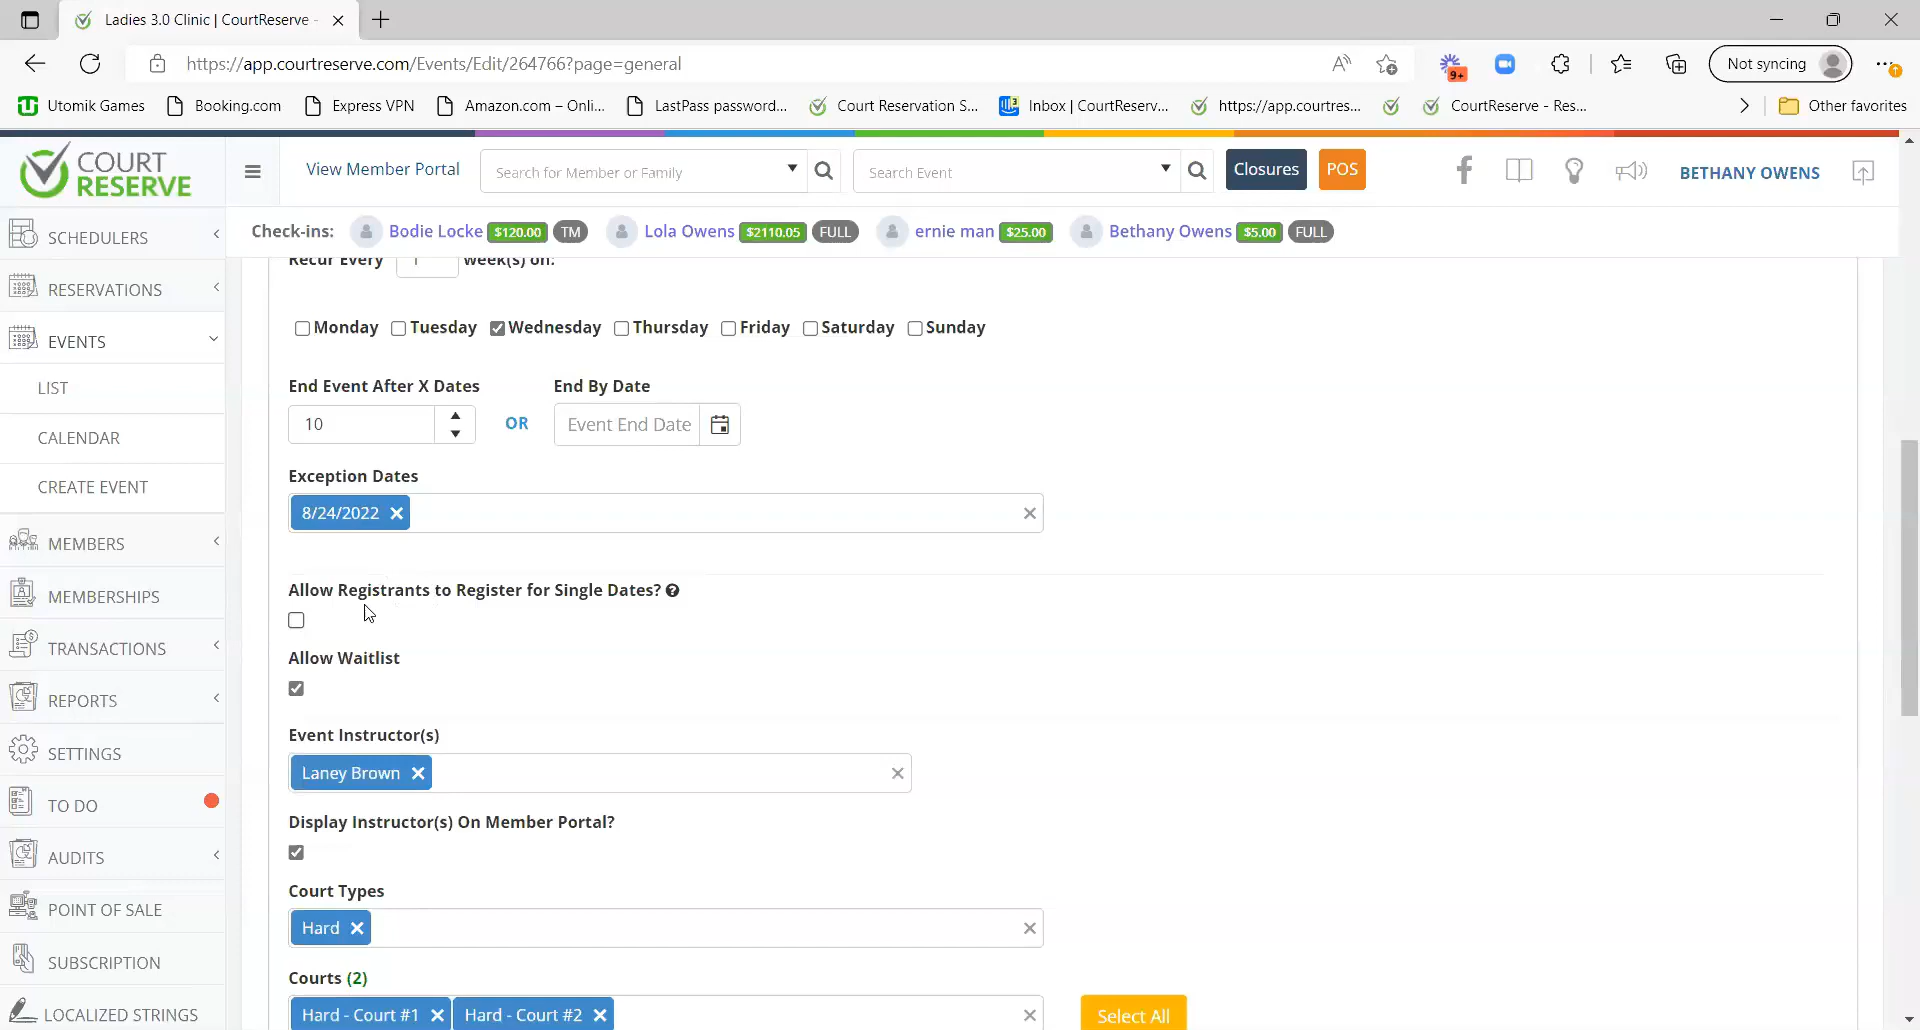 Ladies 3.0 Clinic | CourtReserve -
https://app.courtreserve.com/Events/Edit/264766?page=general
9+
Not syncing
Utomik Games
Booking.com
Express VPN
Amazon.com – Onli...
LastPass password...
Court Reservation S...
Inbox | CourtReserv...
https://app.courtres...
CourtReserve - Res...
Other favorites
COURT
RESERVE
View Member Portal
Search for Member or Family
Search Event
Closures
POS
BETHANY OWENS
Check-ins:
Bodie Locke $120.00 TM
Lola Owens $2110.05 FULL
ernie man $25.00
Bethany Owens $5.00 FULL
SCHEDULERS
RESERVATIONS
EVENTS
LIST
CALENDAR
CREATE EVENT
MEMBERS
MEMBERSHIPS
TRANSACTIONS
REPORTS
SETTINGS
TO DO
AUDITS
POINT OF SALE
SUBSCRIPTION
LOCALIZED STRINGS
Recur Every 1 week(s) on:
Monday Tuesday Wednesday Thursday Friday Saturday Sunday
End Event After X Dates
End By Date
10
OR
Event End Date
Exception Dates
8/24/2022
Allow Registrants to Register for Single Dates?
Allow Waitlist
Event Instructor(s)
Laney Brown
Display Instructor(s) On Member Portal?
Court Types
Hard
Courts (2)
Hard - Court #1
Hard - Court #2
Select All